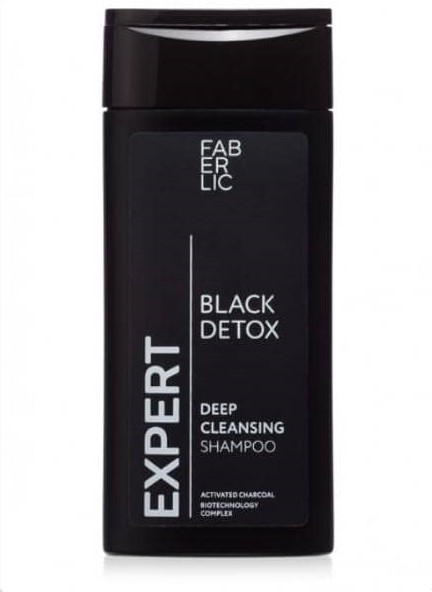 FAB
ER
LIC
EXPERT
BLACK
DETOX
DEEP
CLEANSING
SHAMPOO
ACTIVATED CHARCOAL
BIOTECHNOLOGY
COMPLEX